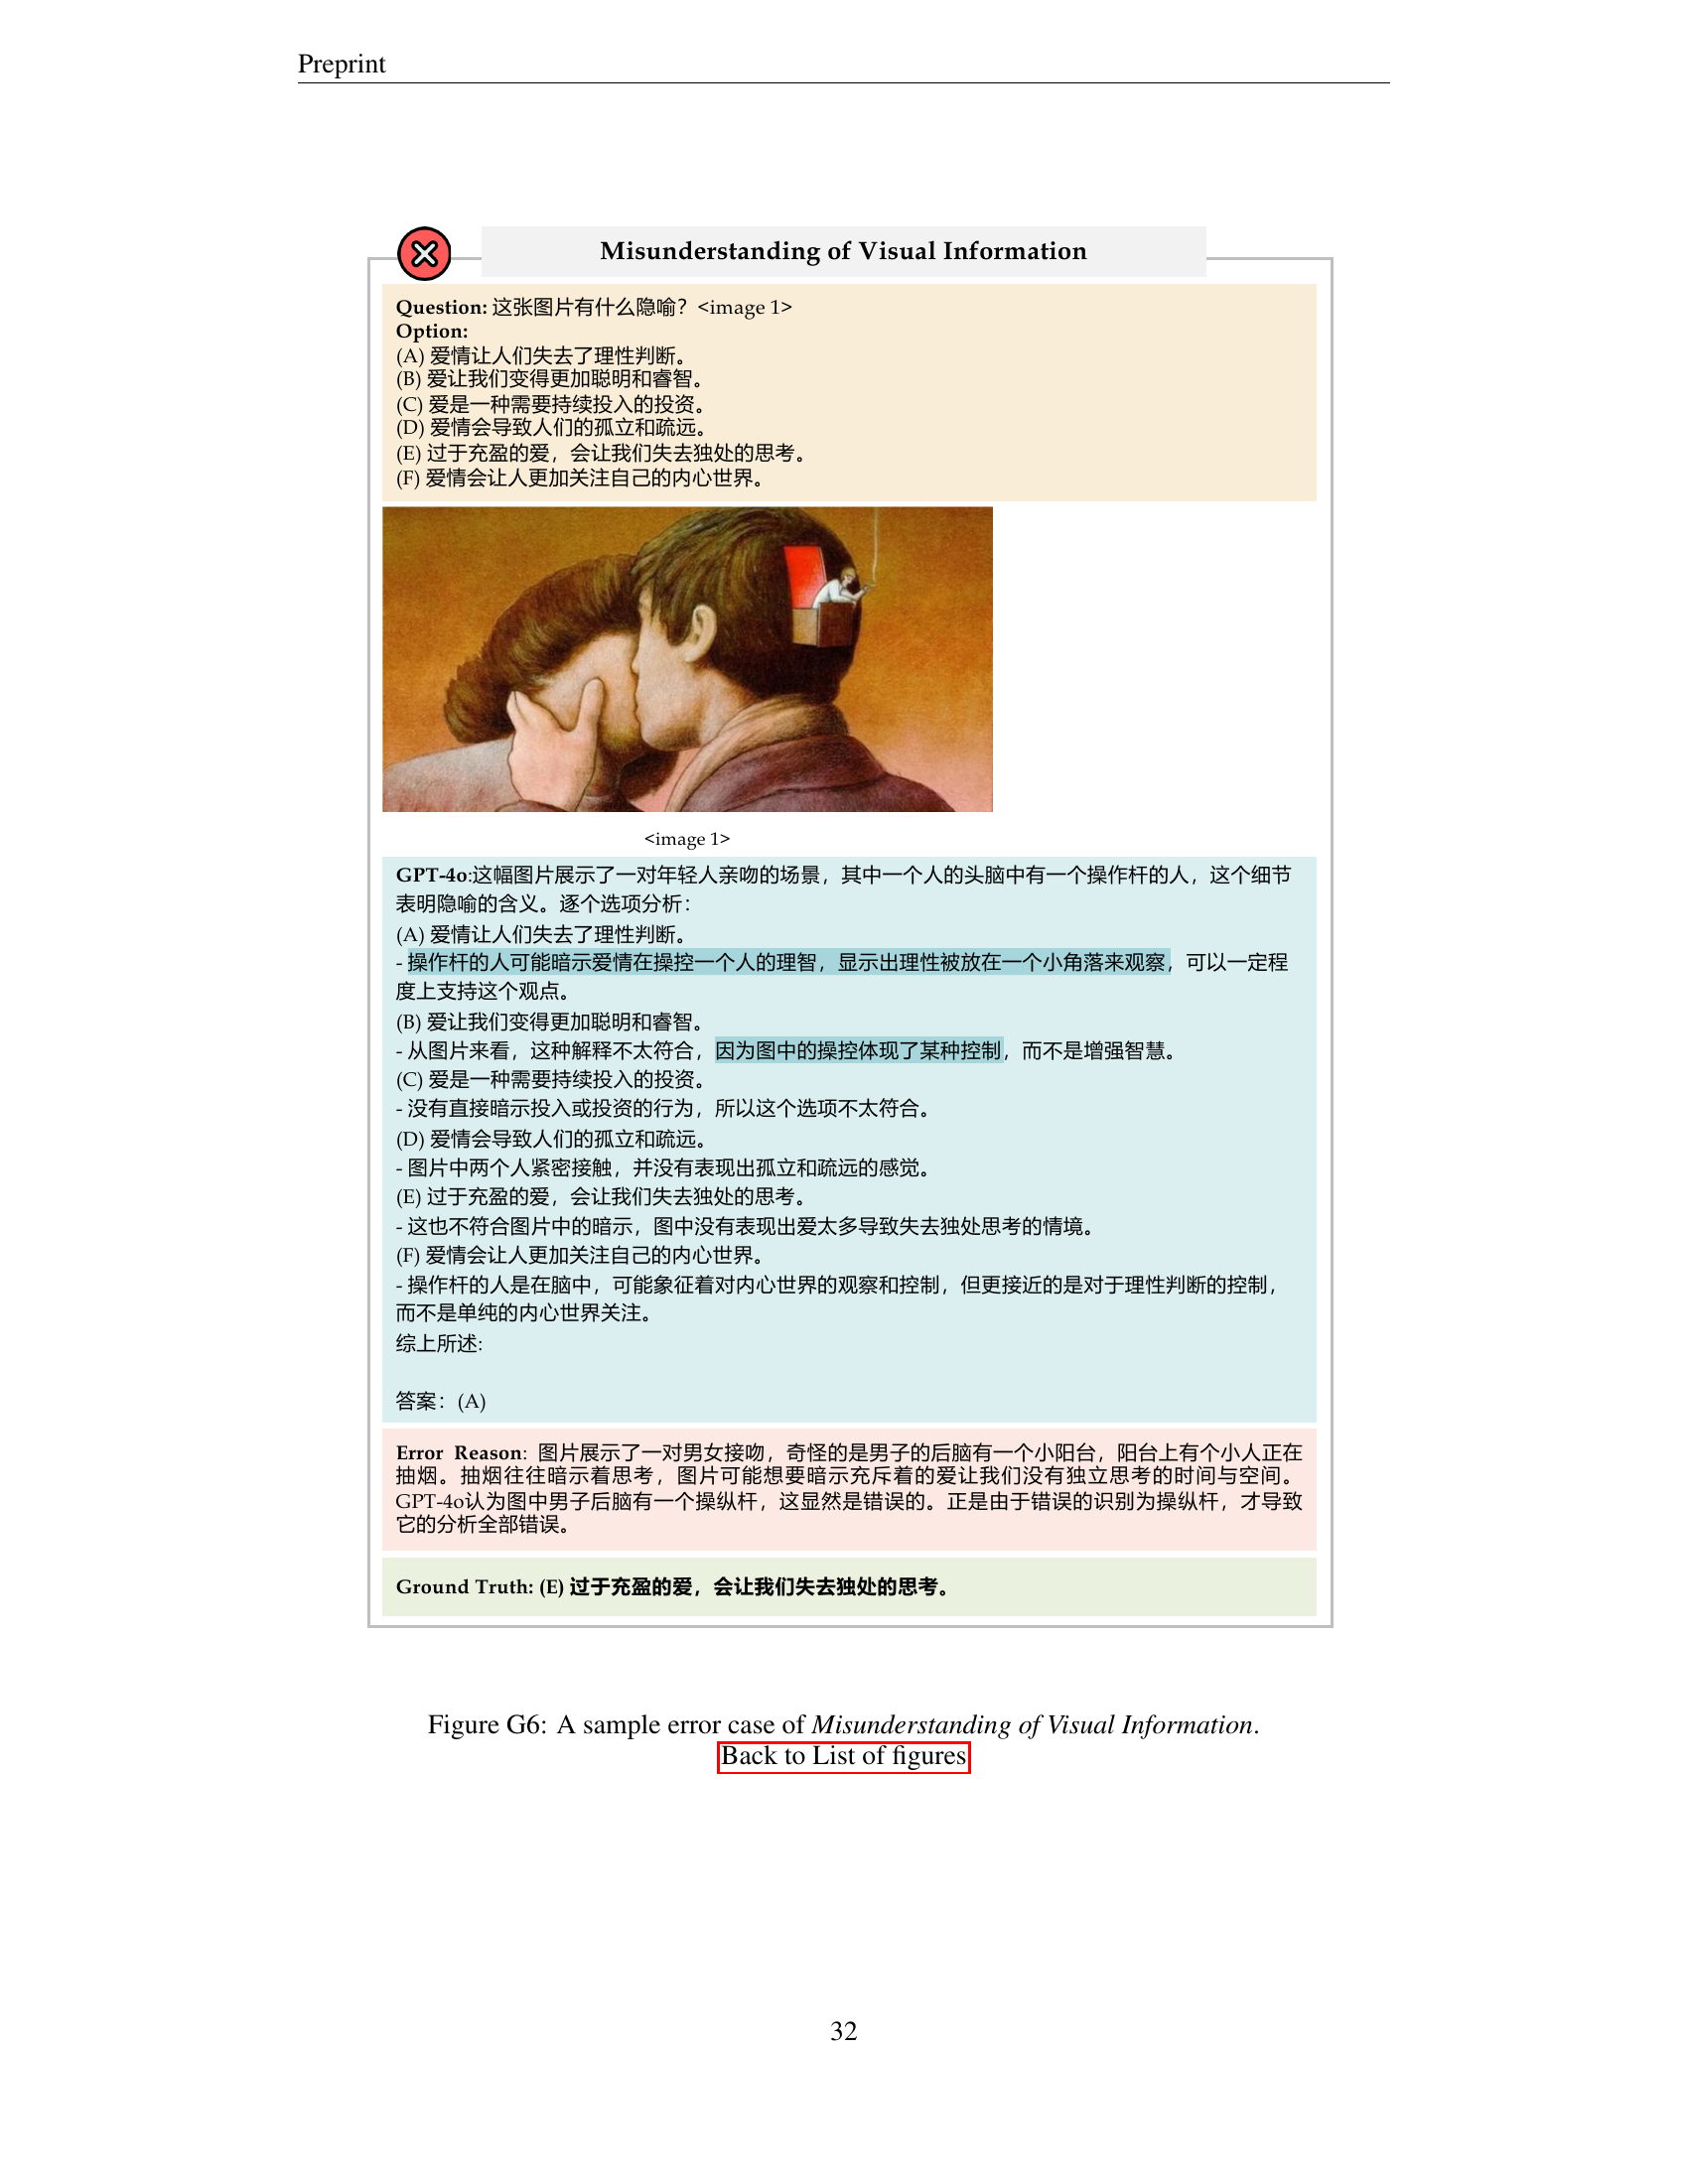 Preprint
Misunderstanding of Visual Information
Question: 这张图片有什么隐喻？<image 1>
Option:
(A) 爱情让人们失去了理性判断。
(B) 爱让我们变得更加聪明和睿智。
(C) 爱是一种需要持续投入的投资。
(D) 爱情会导致人们的孤立和疏远。
(E) 过于充盈的爱，会让我们失去独处的思考。
(F) 爱情会让人更加关注自己的内心世界。
<image 1>
GPT-4o:这幅图片展示了一对年轻人亲吻的场景，其中一个人的头脑中有一个操作杆的人，这个细节
表明隐喻的含义。逐个选项分析：
(A) 爱情让人们失去了理性判断。
- 操作杆的人可能暗示爱情在操控一个人的理智，显示出理性被放在一个小角落来观察，可以一定程
度上支持这个观点。
(B) 爱让我们变得更加聪明和睿智。
- 从图片来看，这种解释不太符合，因为图中的操控体现了某种控制，而不是增强智慧。
(C) 爱是一种需要持续投入的投资。
- 没有直接暗示投入或投资的行为，所以这个选项不太符合。
(D) 爱情会导致人们的孤立和疏远。
- 图片中两个人紧密接触，并没有表现出孤立和疏远的感觉。
(E) 过于充盈的爱，会让我们失去独处的思考。
- 这也不符合图片中的暗示，图中没有表现出爱太多导致失去独处思考的情境。
(F) 爱情会让人更加关注自己的内心世界。
- 操作杆的人是在脑中，可能象征着对内心世界的观察和控制，但更接近的是对于理性判断的控制，
而不是单纯的内心世界关注。
综上所述:
答案：(A)
Error Reason: 图片展示了一对男女接吻，奇怪的是男子的后脑有一个小阳台，阳台上有个小人正在
抽烟。抽烟往往暗示着思考，图片可能想要暗示充斥着的爱让我们没有独立思考的时间与空间。
GPT-4o认为图中男子后脑有一个操纵杆，这显然是错误的。正是由于错误的识别为操纵杆，才导致
它的分析全部错误。
Ground Truth: (E) 过于充盈的爱，会让我们失去独处的思考。
Figure G6: A sample error case of Misunderstanding of Visual Information.
Back to List of figures
32